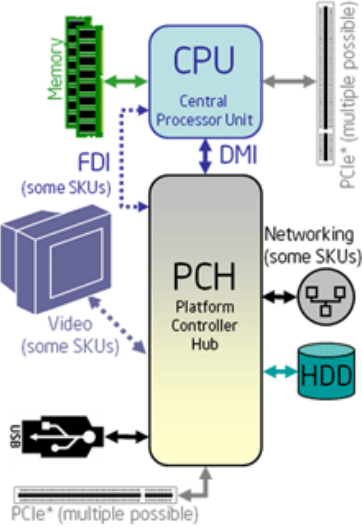 Memory
CPU
Central
Processor Unit
PCIe* (multiple possible)
FDI
(some SKUs)
DMI
Networking
(some SKUs)
PCH
Platform
Controller
Hub
Video
(some SKUs)
HDD
USB
PCIe* (multiple possible)